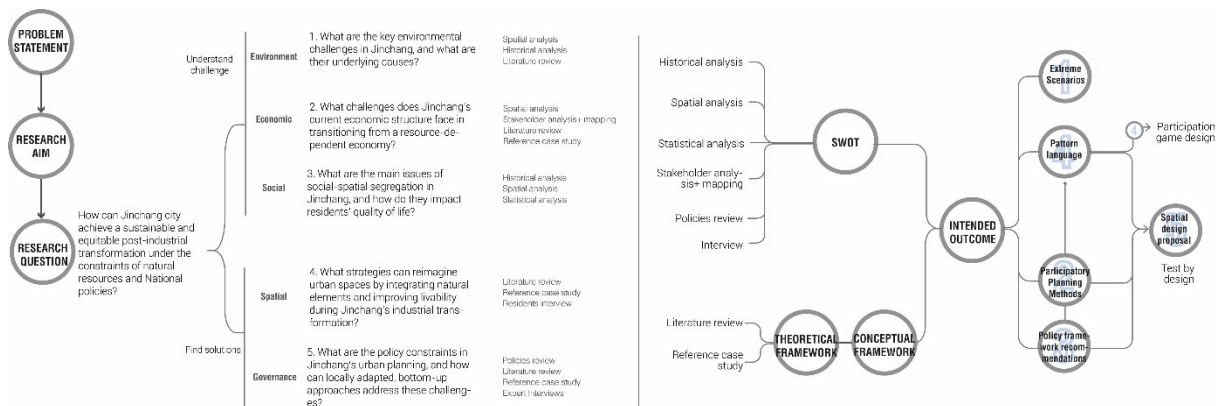 PROBLEM
STATEMENT
RESEARCH
AIM
RESEARCH
QUESTION
How can Jinchang city
achieve a sustainable and
equitable post-industrial
transformation under the
constraints of natural
resources and National
policies?
Understand
challenge
Find solutions
Environment
1. What are the key environmental
challenges in Jinchang, and what are
their underlying causes?
Spatial analysis
Historical analysis
Literature review
Economic
2. What challenges does Jinchang's
current economic structure face in
transitioning from a resource-de-
pendent economy?
Spatial analysis
Stakeholder analysis+ mapping
Literature review
Reference case study
Social
3. What are the main issues of
social-spatial segregation in
Jinchang, and how do they impact
residents' quality of life?
Historical analysis
Spatial analysis
Statistical analysis
Spatial
4. What strategies can reimagine
urban spaces by integrating natural
elements and improving livability
during Jinchang's industrial trans-
formation?
Literature review
Reference case study
Residents interview
Governance
5. What are the policy constraints in
Jinchang's urban planning, and how
can locally adapted, bottom-up
approaches address these challeng-
es?
Policies review
Literature review
Reference case study
Expert Interviews
Historical analysis
Spatial analysis
Statistical analysis
Stakeholder analy-
sis+ mapping
Policies review
Interview
SWOT
Literature review
Reference case
study
THEORETICAL
FRAMEWORK
CONCEPTUAL
FRAMEWORK
INTENDED
OUTCOME
1
Extreme
Scenarios
4
Pattern
language
4
Participation
game design
2
Participatory
Planning
Methods
3
Policy frame-
work recom-
mendations
Spatial
design
proposal
Test by
design